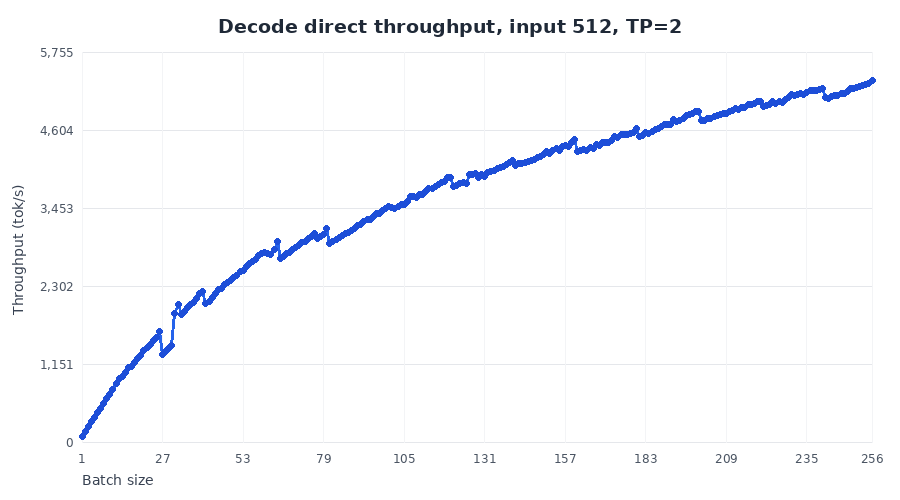 Decode direct throughput, input 512, TP=2
5,755
4,604
3,453
2,302
1,151
0
Throughput (tok/s)
1 27 53 79 105 131 157 183 209 235 256
Batch size